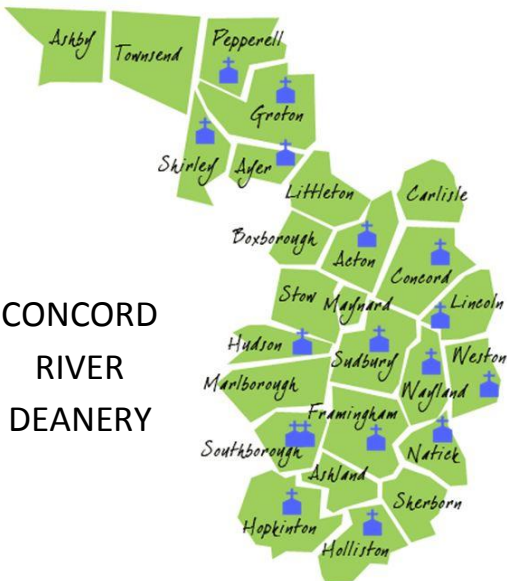 Ashby
Townsend
Pepperell
Groton
Shirley
Ayer
Littleton
Carlisle
Boxborough
Acton
Concord
Stow
Maynard
Lincoln
CONCORD
RIVER
DEANERY
Hudson
Sudbury
Weston
Marlborough
Wayland
Framingham
Southborough
Natick
Ashland
Sherborn
Hopkinton
Holliston